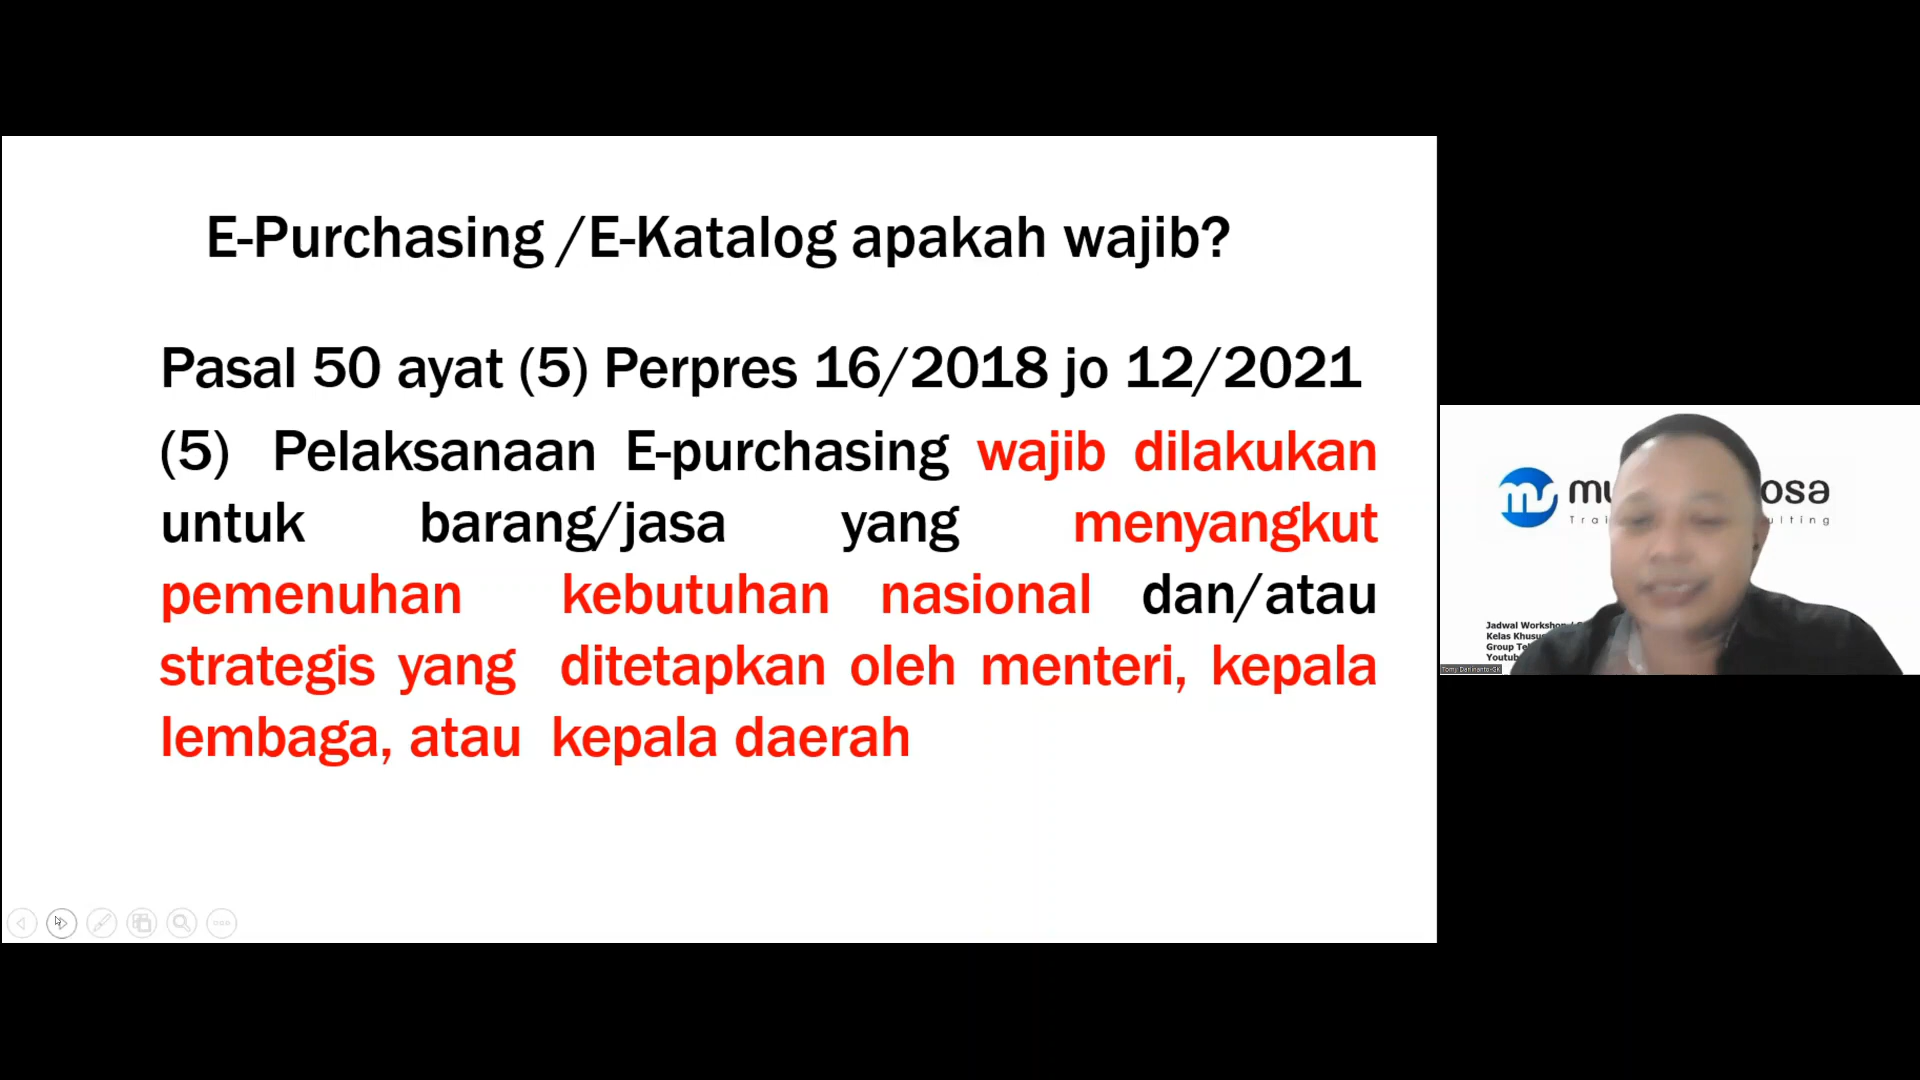 E-Purchasing /E-Katalog apakah wajib?
Pasal 50 ayat (5) Perpres 16/2018 jo 12/2021
(5) Pelaksanaan E-purchasing wajib dilakukan
untuk barang/jasa yang menyangkut
pemenuhan kebutuhan nasional dan/atau
strategis yang ditetapkan oleh menteri, kepala
lembaga, atau kepala daerah
Jadwal Workshop /